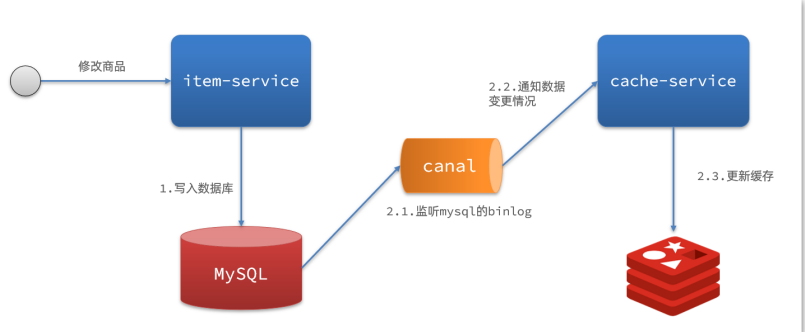 修改商品
item-service
1.写入数据库
MySQL
canal
2.1.监听mysql的binlog
2.2.通知数据
变更情况
cache-service
2.3.更新缓存